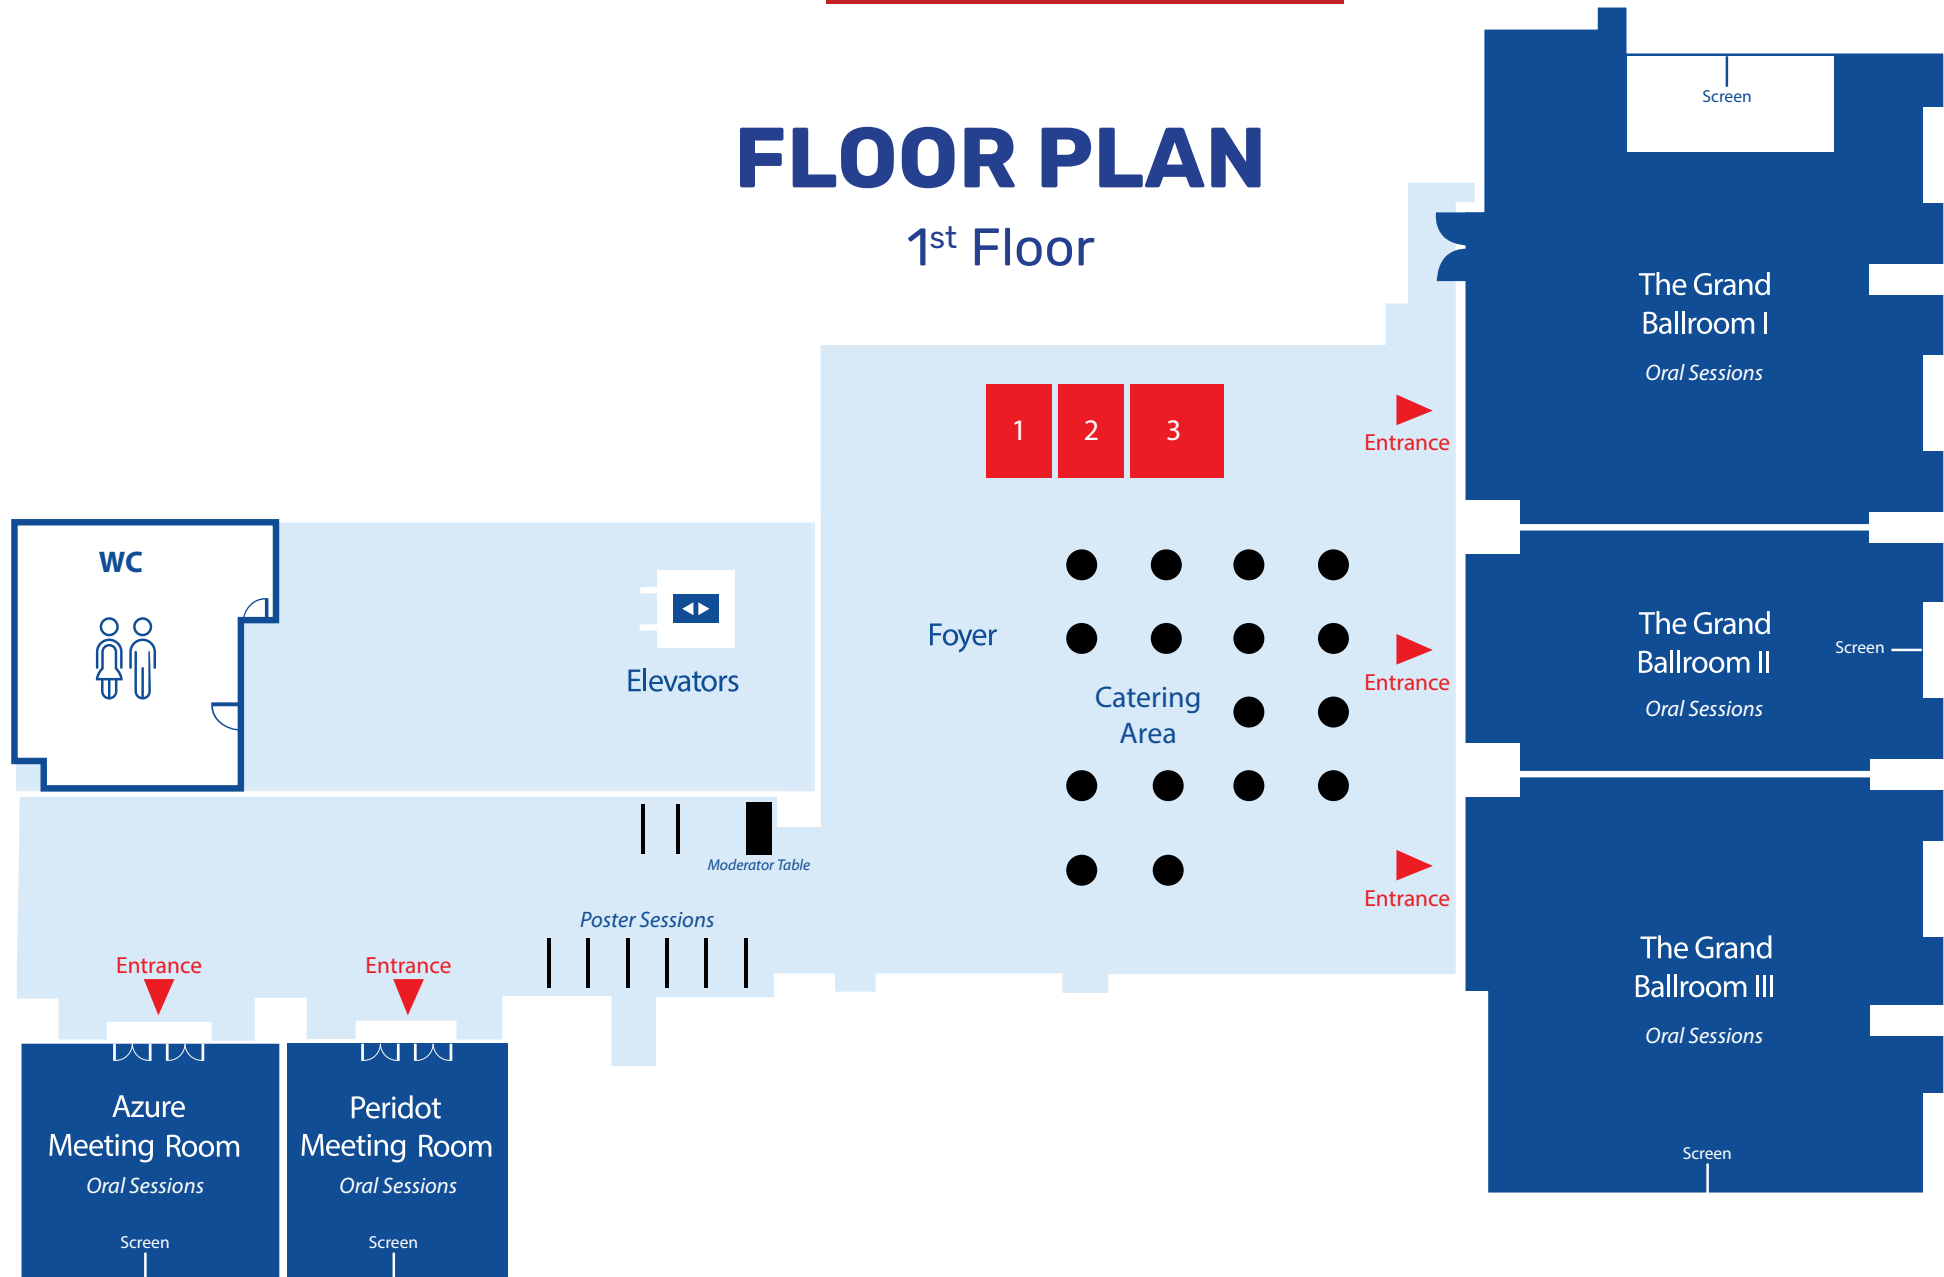 FLOOR PLAN
1st Floor
Screen
The Grand
Ballroom I
Oral Sessions
1 2 3
Entrance
WC
Elevators
Foyer
Catering
Area
Entrance
The Grand
Ballroom II
Oral Sessions
Screen
Moderator Table
Poster Sessions
Entrance
The Grand
Ballroom III
Oral Sessions
Screen
Entrance
Entrance
Azure
Meeting Room
Oral Sessions
Screen
Peridot
Meeting Room
Oral Sessions
Screen